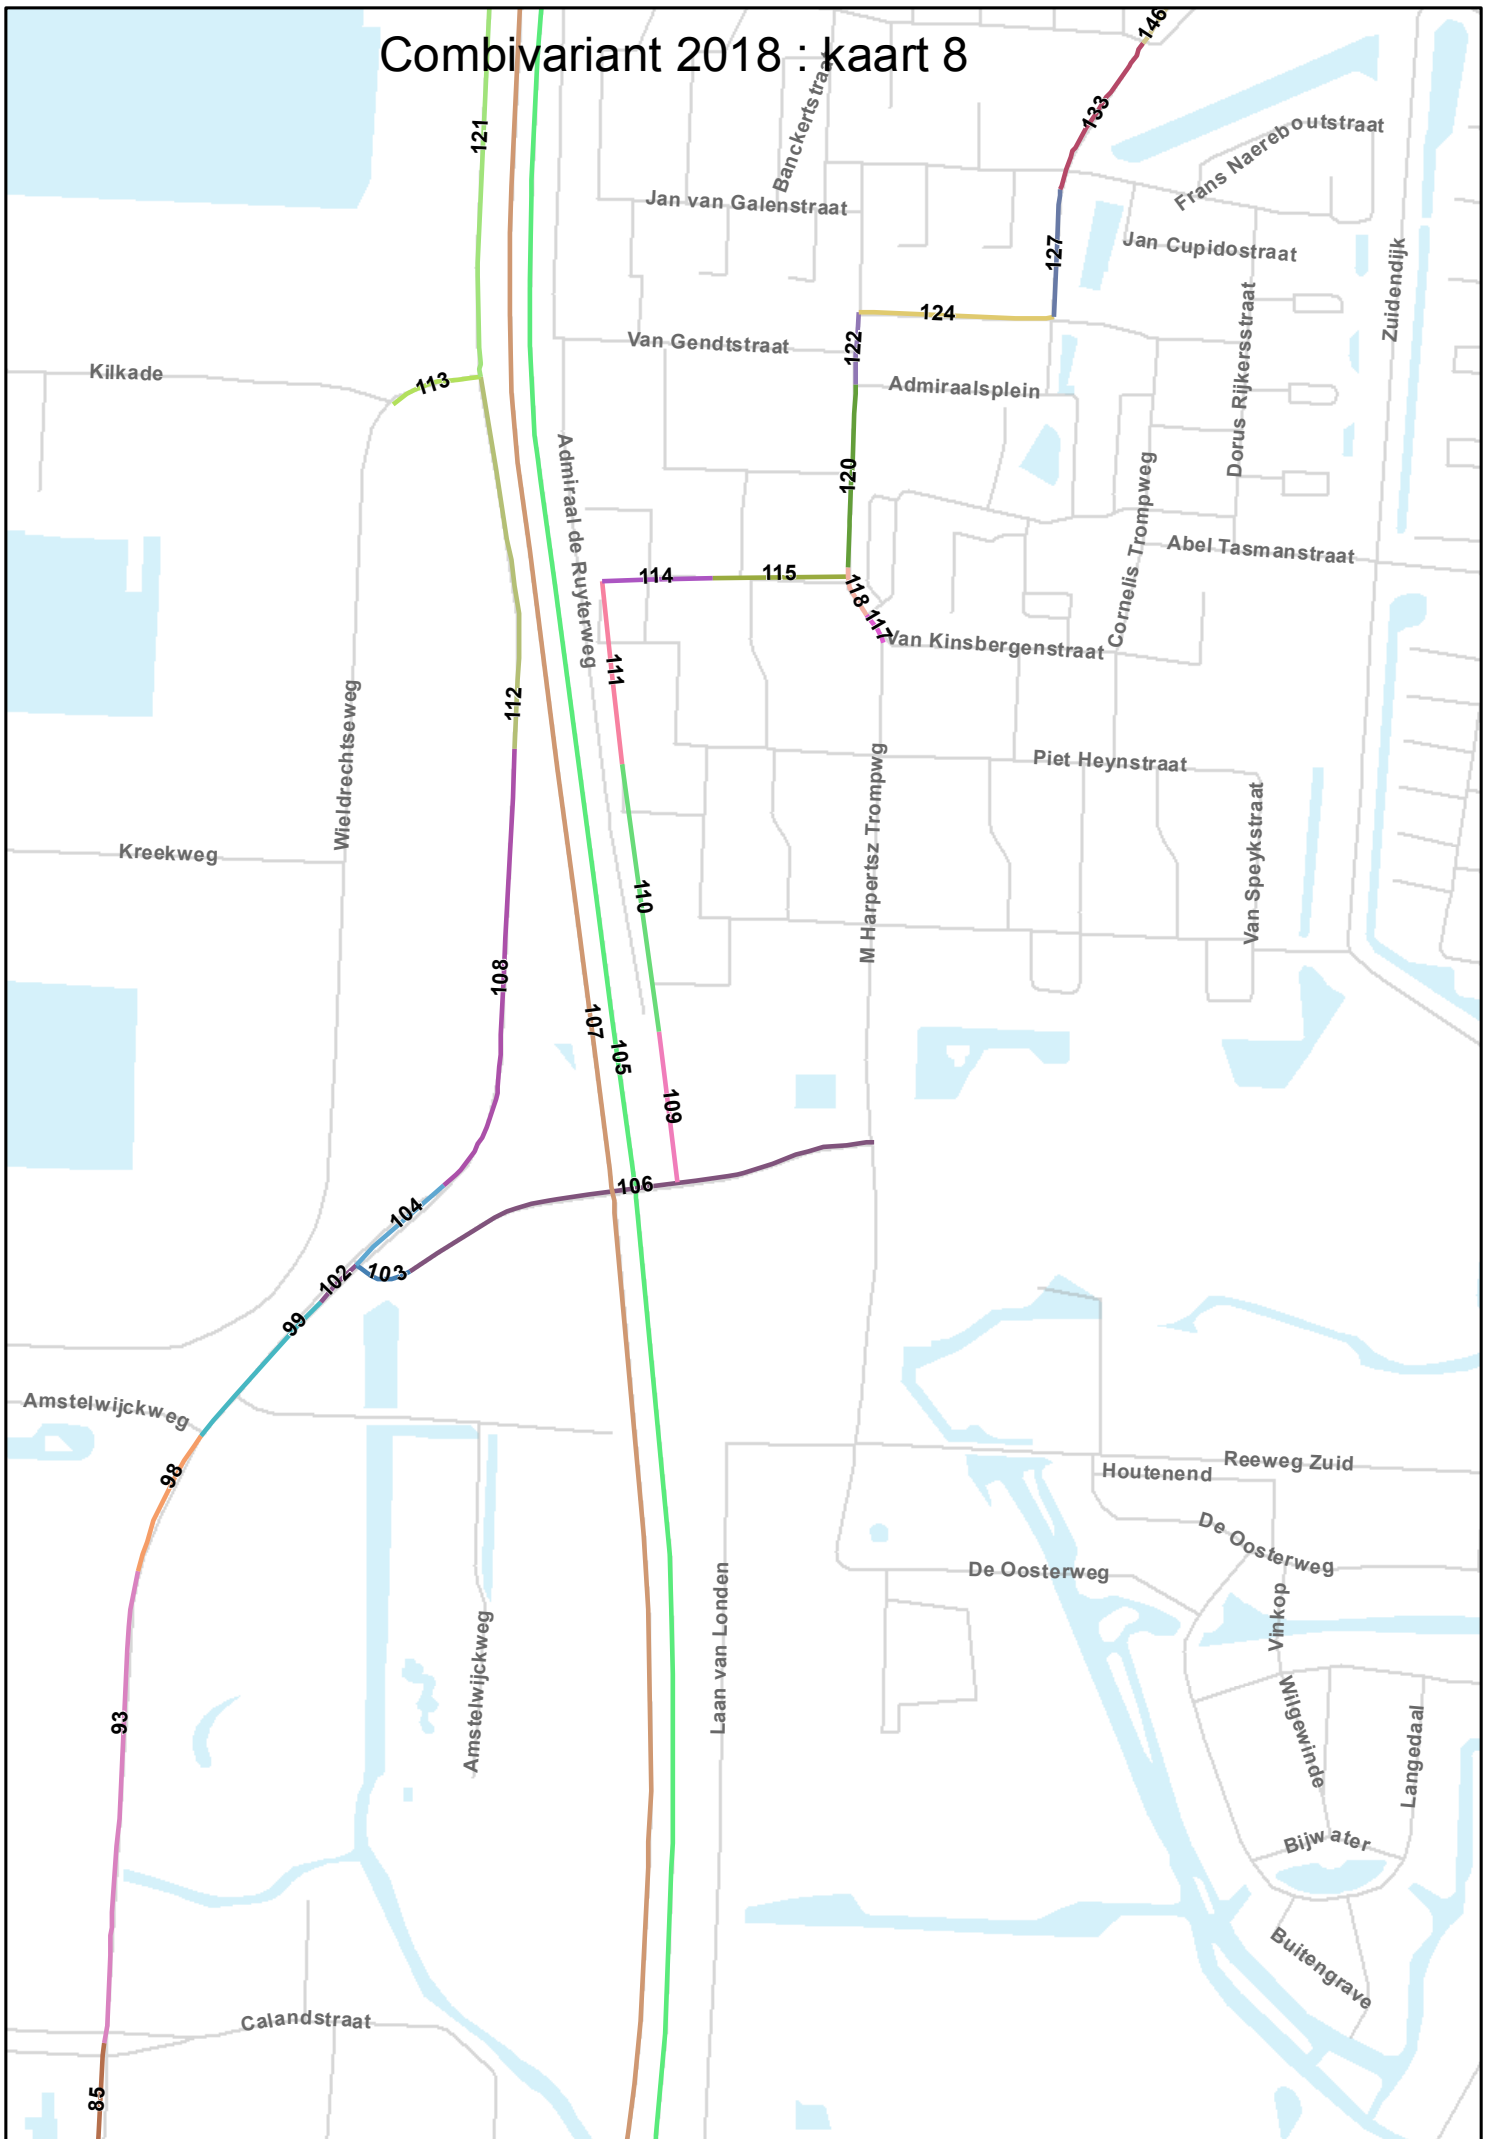 Combivariant 2018 : kaart 8
146
133
121
Banckertstraat
Frans Naereboutstraat
Jan van Galenstraat
127
Jan Cupidostraat
Zuidendijk
124
122
Van Gendtstraat
Kilkade
113
Admiraalsplein
Dorus Rijkersstraat
Admiraal de Ruyterweg
120
Cornelis Trompweg
Abel Tasmanstraat
114
115
118
117
Van Kinsbergenstraat
111
112
Wieldrechtseweg
Piet Heynstraat
M Harpertsz Trompwg
Van Speykstraat
Kreekweg
110
108
107
105
109
106
104
103
102
99
Amstelwijckweg
98
Reeweg Zuid
Houtenend
De Oosterweg
De Oosterweg
Vinkop
Laan van Londen
Amstelwijckweg
93
Wilgewinde
Langedaal
Bijwater
Buitengrave
Calandstraat
85